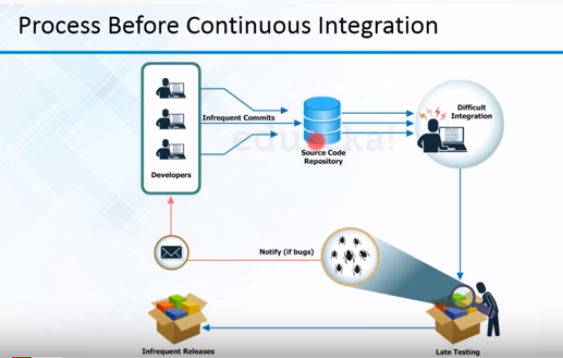 Process Before Continuous Integration
Infrequent Commits
Difficult
Integration
Source Code
Repository
Developers
Notify (if bugs)
Infrequent Releases
Late Testing